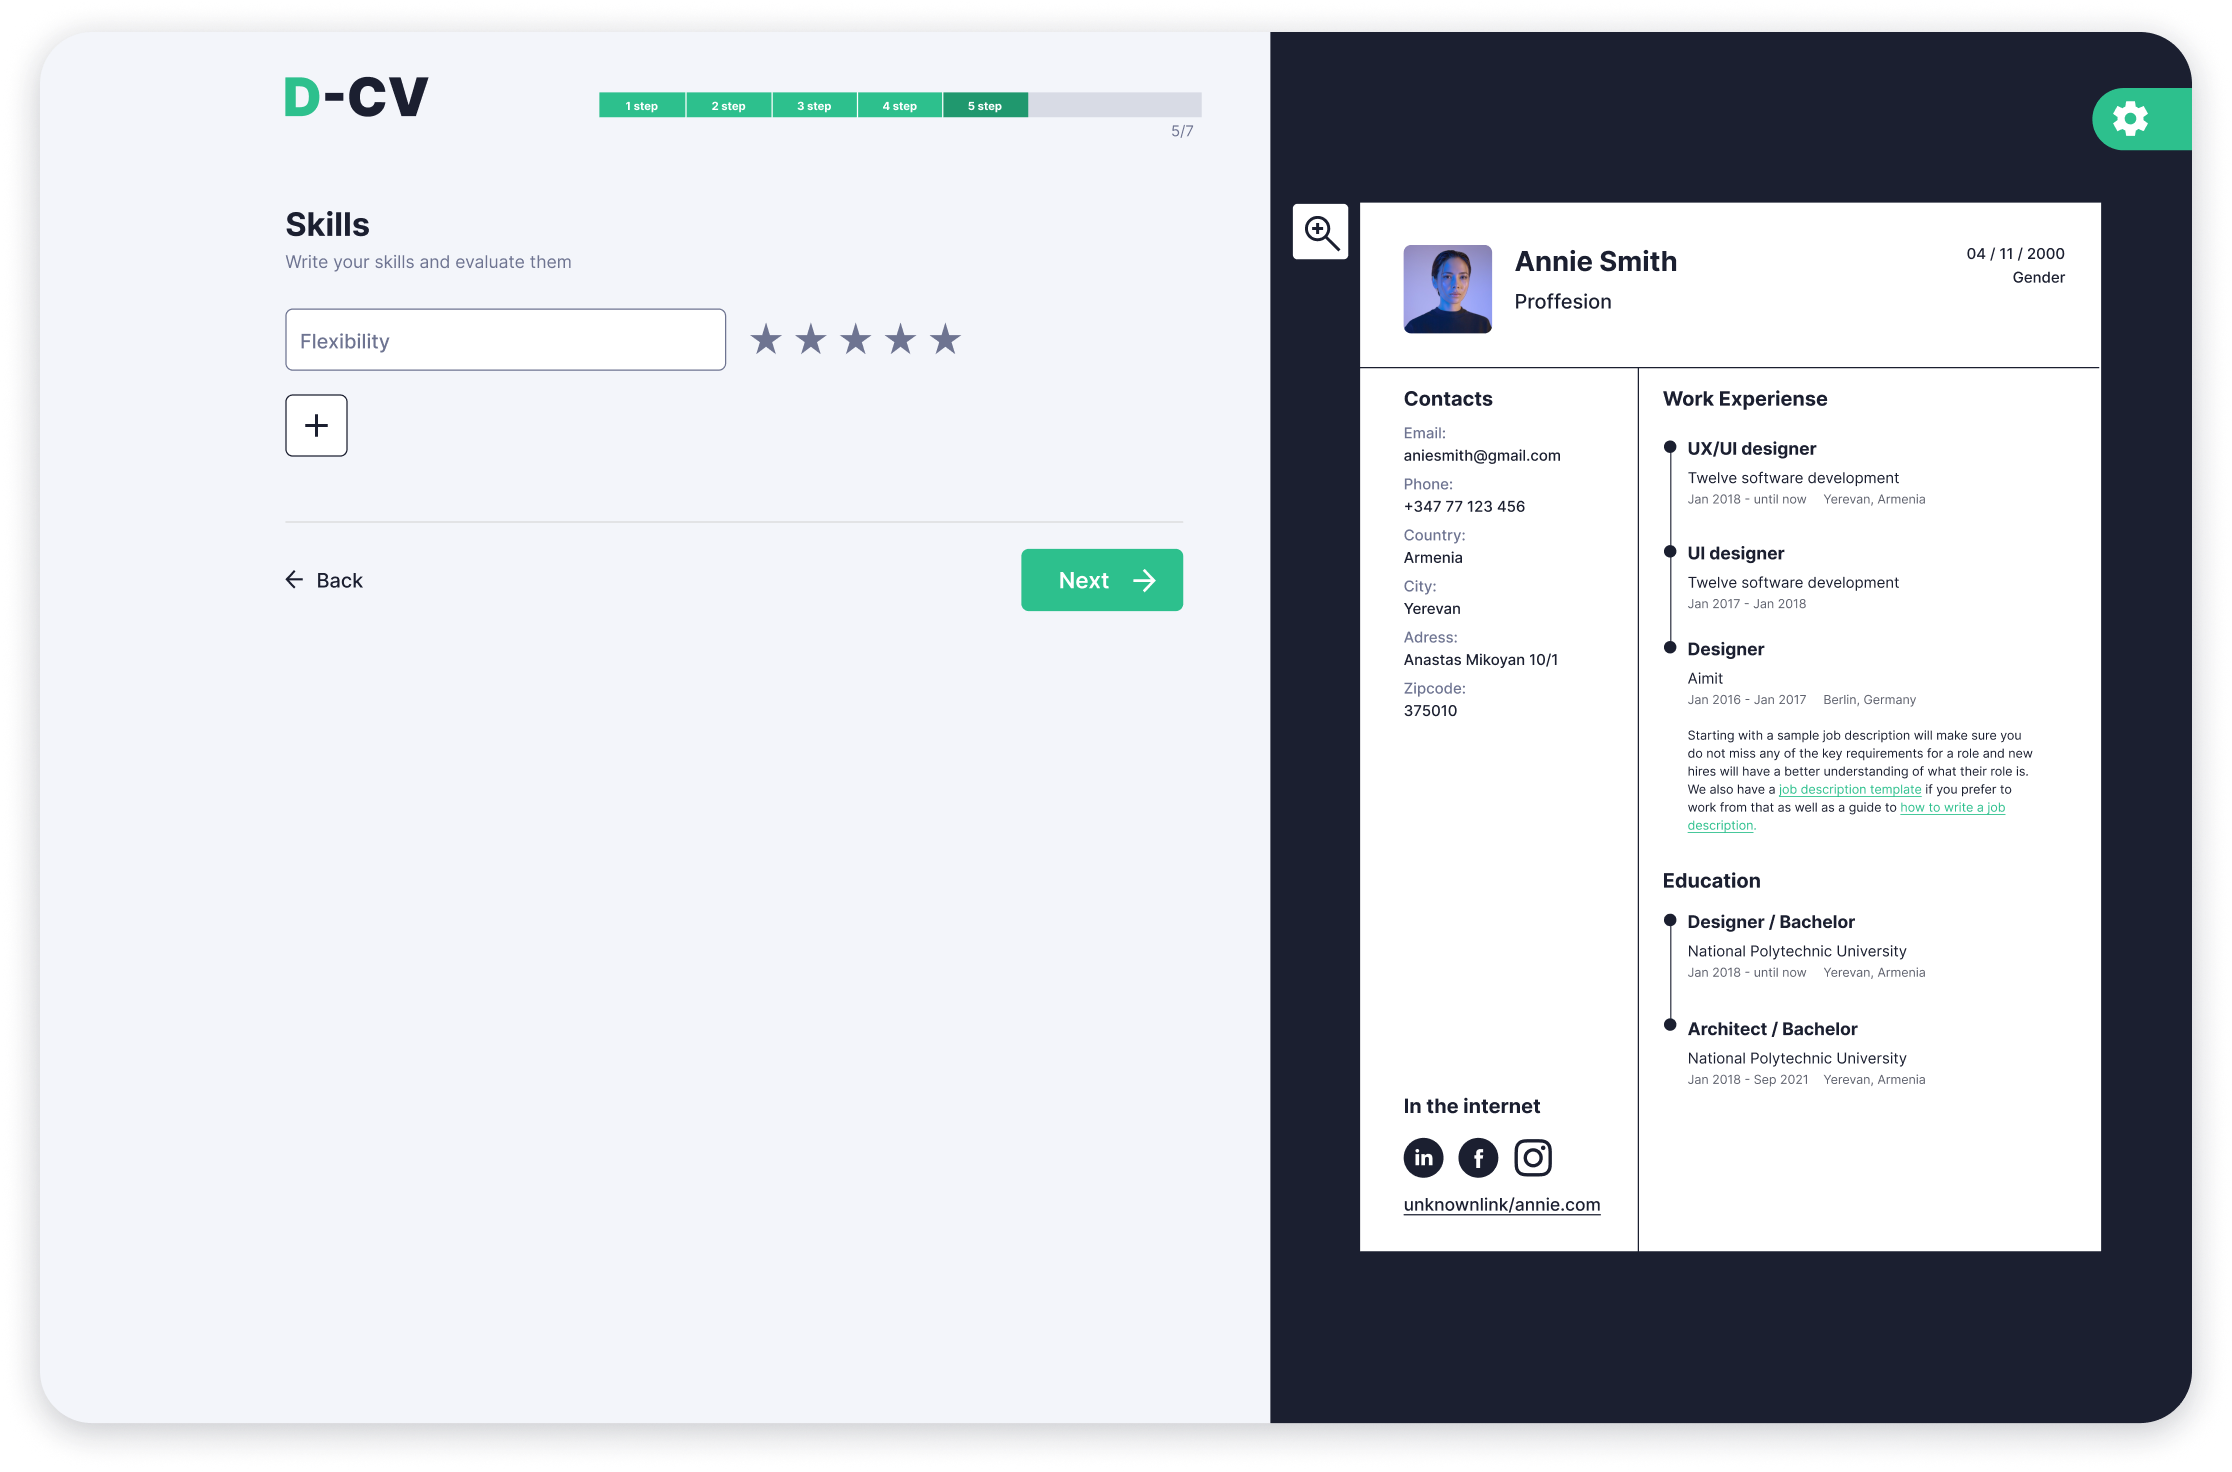 D-CV
1 step 2 step 3 step 4 step 5 step
5/7
Skills
Write your skills and evaluate them
Flexibility
Back
Next
Annie Smith
Proffesion
04 / 11 / 2000
Gender
Contacts
Email:
aniesmith@gmail.com
Phone:
+347 77 123 456
Country:
Armenia
City:
Yerevan
Adress:
Anastas Mikoyan 10/1
Zipcode:
375010
In the internet
in f
unknownlink/annie.com
Work Experiense
UX/UI designer
Twelve software development
Jan 2018 - until now Yerevan, Armenia
UI designer
Twelve software development
Jan 2017 - Jan 2018
Designer
Aimit
Jan 2016 - Jan 2017 Berlin, Germany
Starting with a sample job description will make sure you
do not miss any of the key requirements for a role and new
hires will have a better understanding of what their role is.
We also have a job description template if you prefer to
work from that as well as a guide to how to write a job
description.
Education
Designer / Bachelor
National Polytechnic University
Jan 2018 - until now Yerevan, Armenia
Architect / Bachelor
National Polytechnic University
Jan 2018 - Sep 2021 Yerevan, Armenia